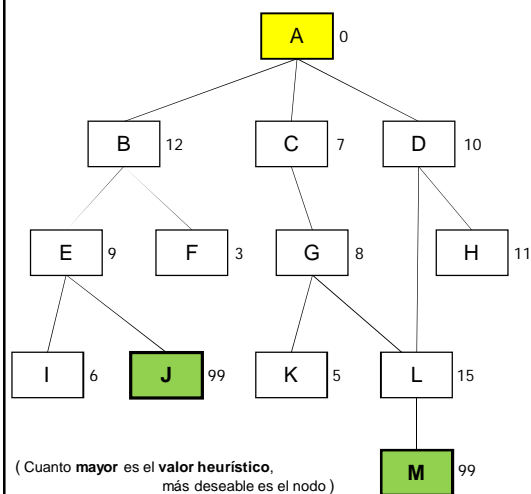 A 0
B 12 C 7 D 10
E 9 F 3 G 8 H 11
I 6 J 99 K 5 L 15
M 99
( Cuanto mayor es el valor heurístico,
más deseable es el nodo )